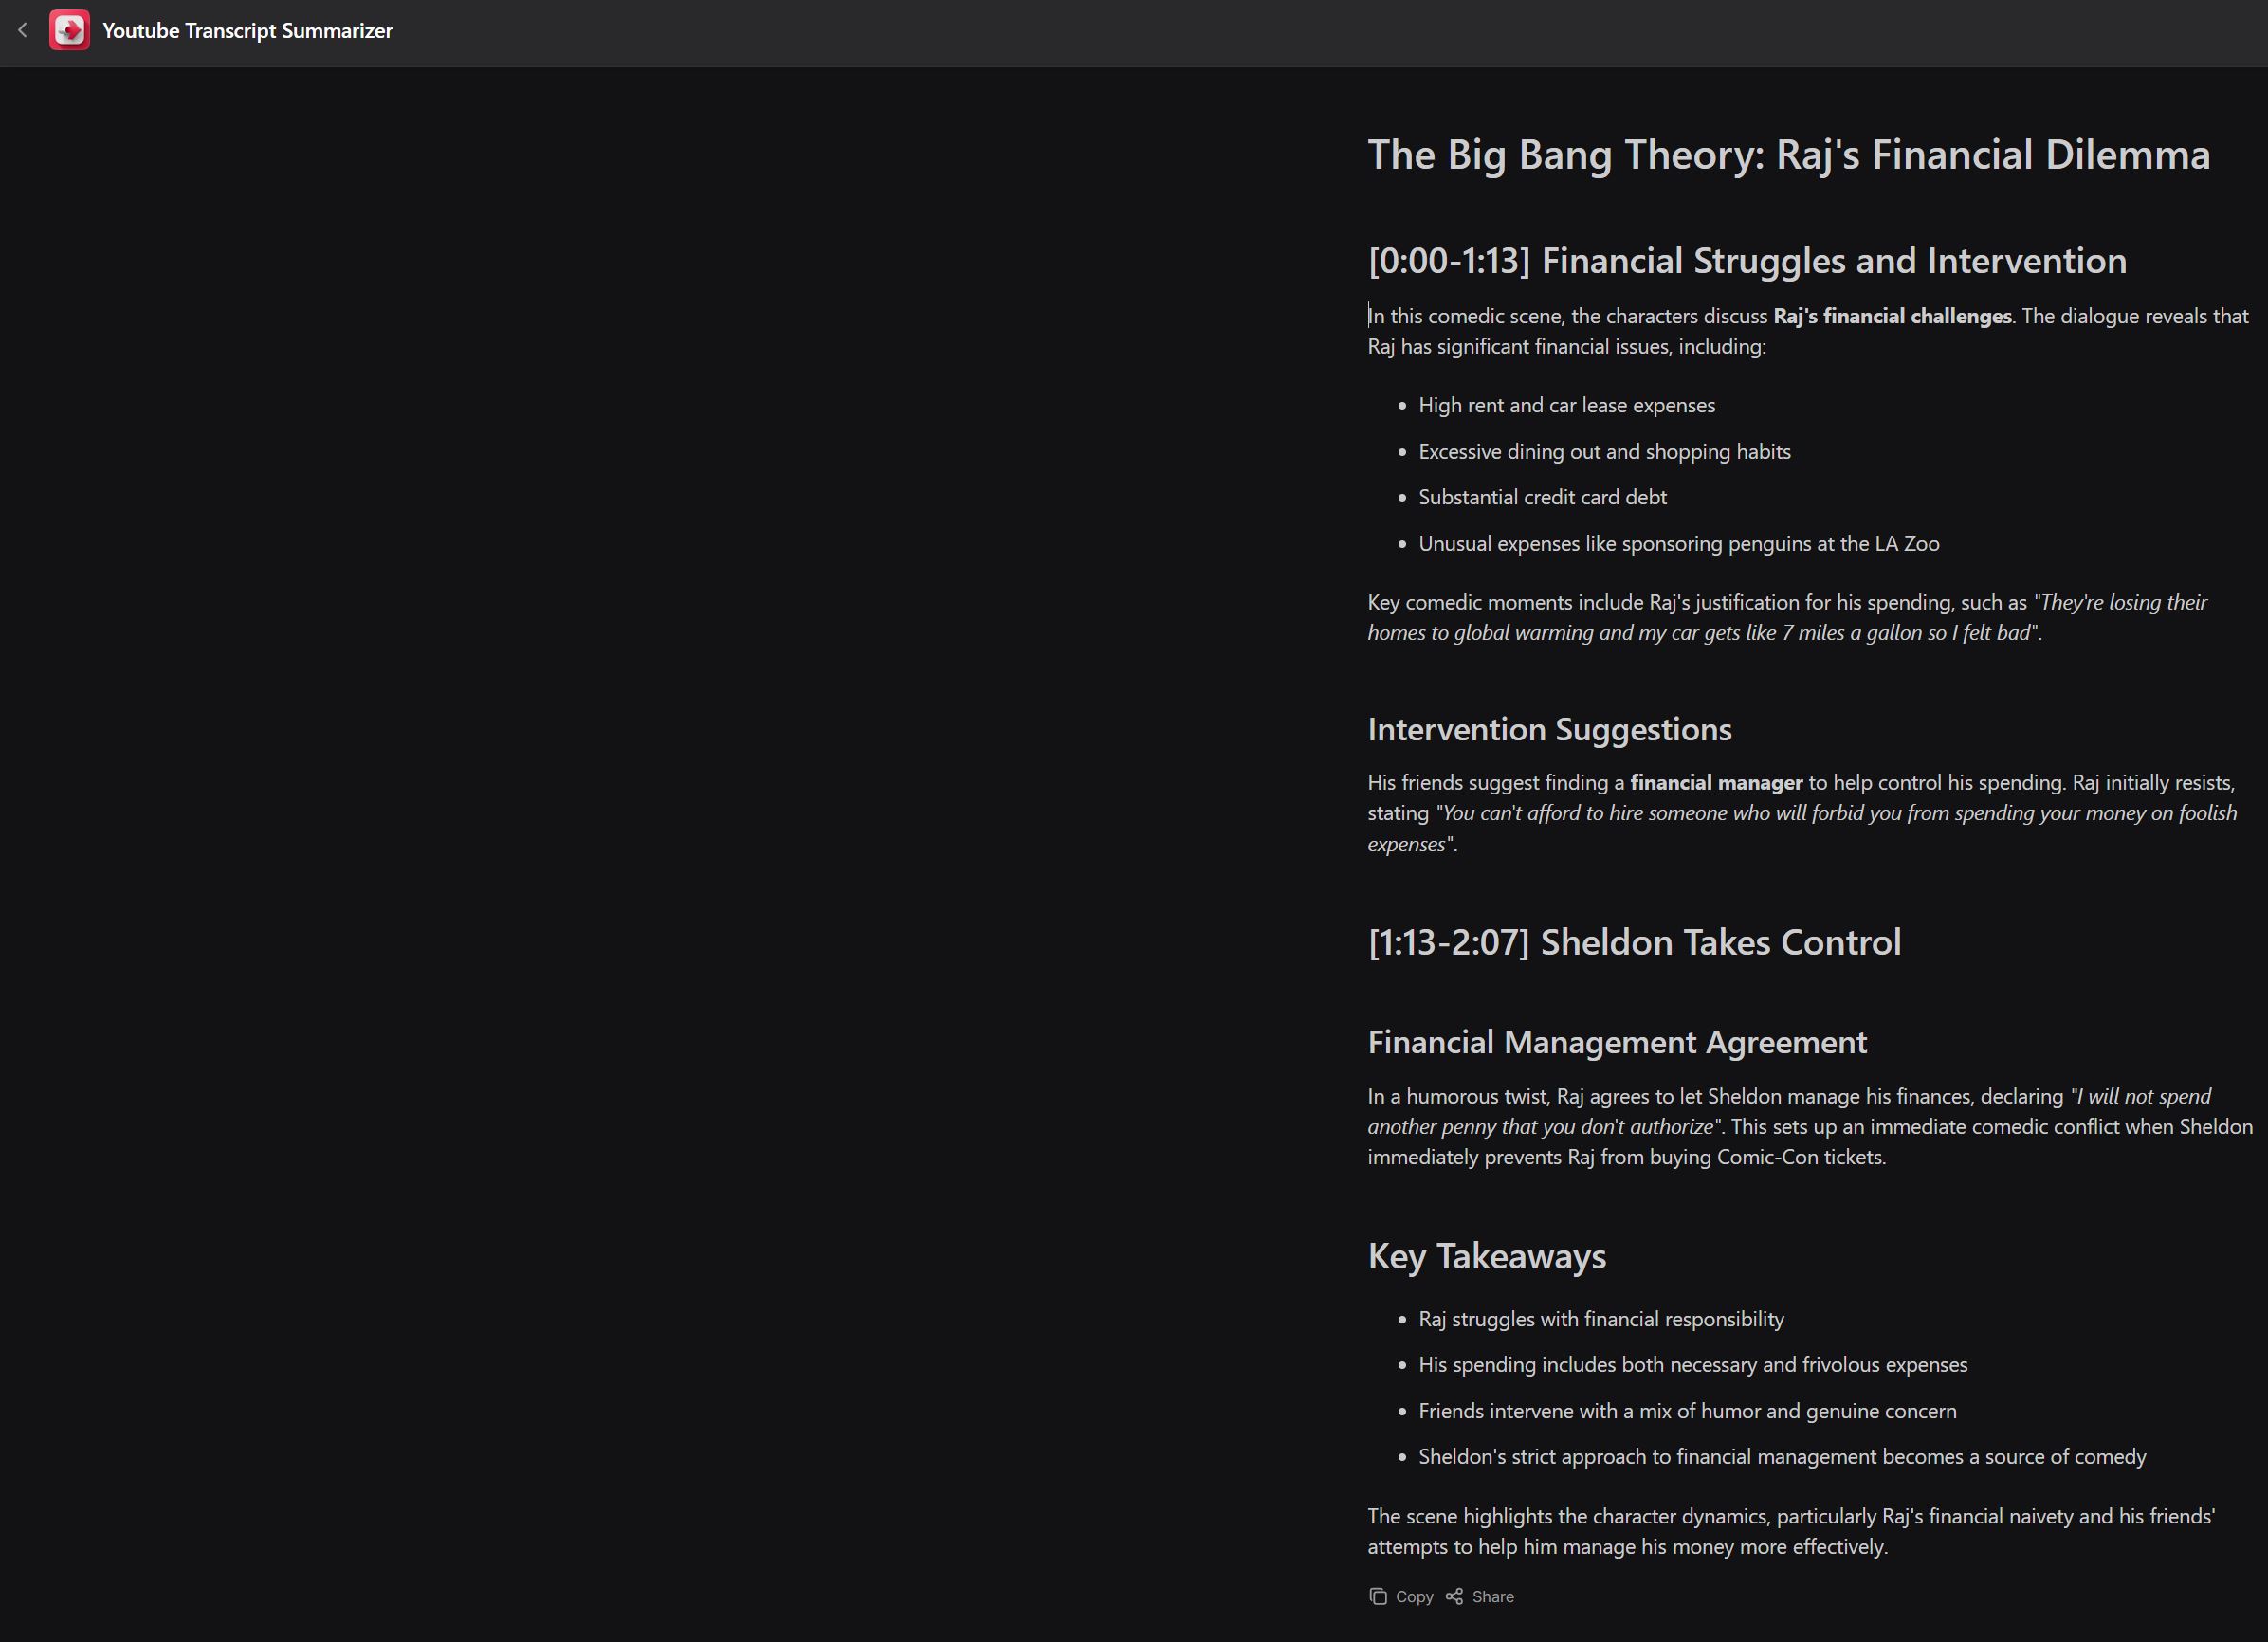 Youtube Transcript Summarizer
The Big Bang Theory: Raj's Financial Dilemma
[0:00-1:13] Financial Struggles and Intervention
In this comedic scene, the characters discuss Raj's financial challenges. The dialogue reveals that
Raj has significant financial issues, including:
• High rent and car lease expenses
• Excessive dining out and shopping habits
• Substantial credit card debt
• Unusual expenses like sponsoring penguins at the LA Zoo
Key comedic moments include Raj's justification for his spending, such as "They're losing their
homes to global warming and my car gets like 7 miles a gallon so I felt bad".
Intervention Suggestions
His friends suggest finding a financial manager to help control his spending. Raj initially resists,
stating "You can't afford to hire someone who will forbid you from spending your money on foolish
expenses".
[1:13-2:07] Sheldon Takes Control
Financial Management Agreement
In a humorous twist, Raj agrees to let Sheldon manage his finances, declaring "I will not spend
another penny that you don't authorize". This sets up an immediate comedic conflict when Sheldon
immediately prevents Raj from buying Comic-Con tickets.
Key Takeaways
• Raj struggles with financial responsibility
• His spending includes both necessary and frivolous expenses
• Friends intervene with a mix of humor and genuine concern
• Sheldon's strict approach to financial management becomes a source of comedy
The scene highlights the character dynamics, particularly Raj's financial naivety and his friends'
attempts to help him manage his money more effectively.
Copy Share